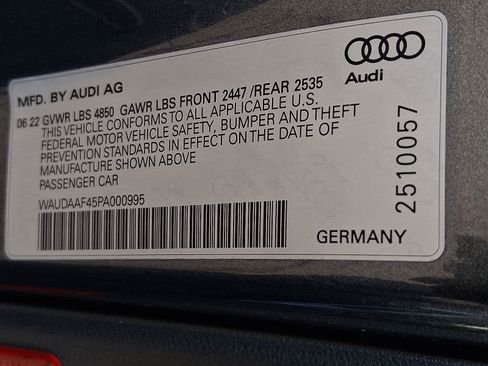 MFD. BY AUDI AG
06 22 GVWR LBS 4850 GAWR LBS FRONT 2447 /REAR 2535
THIS VEHICLE CONFORMS TO ALL APPLICABLE U.S.
FEDERAL MOTOR VEHICLE SAFETY, BUMPER AND THEFT
PREVENTION STANDARDS IN EFFECT ON THE DATE OF
MANUFACTURE SHOWN ABOVE
PASSENGER CAR
WAUDAAF45PA000995
Audi
2510057
GERMANY